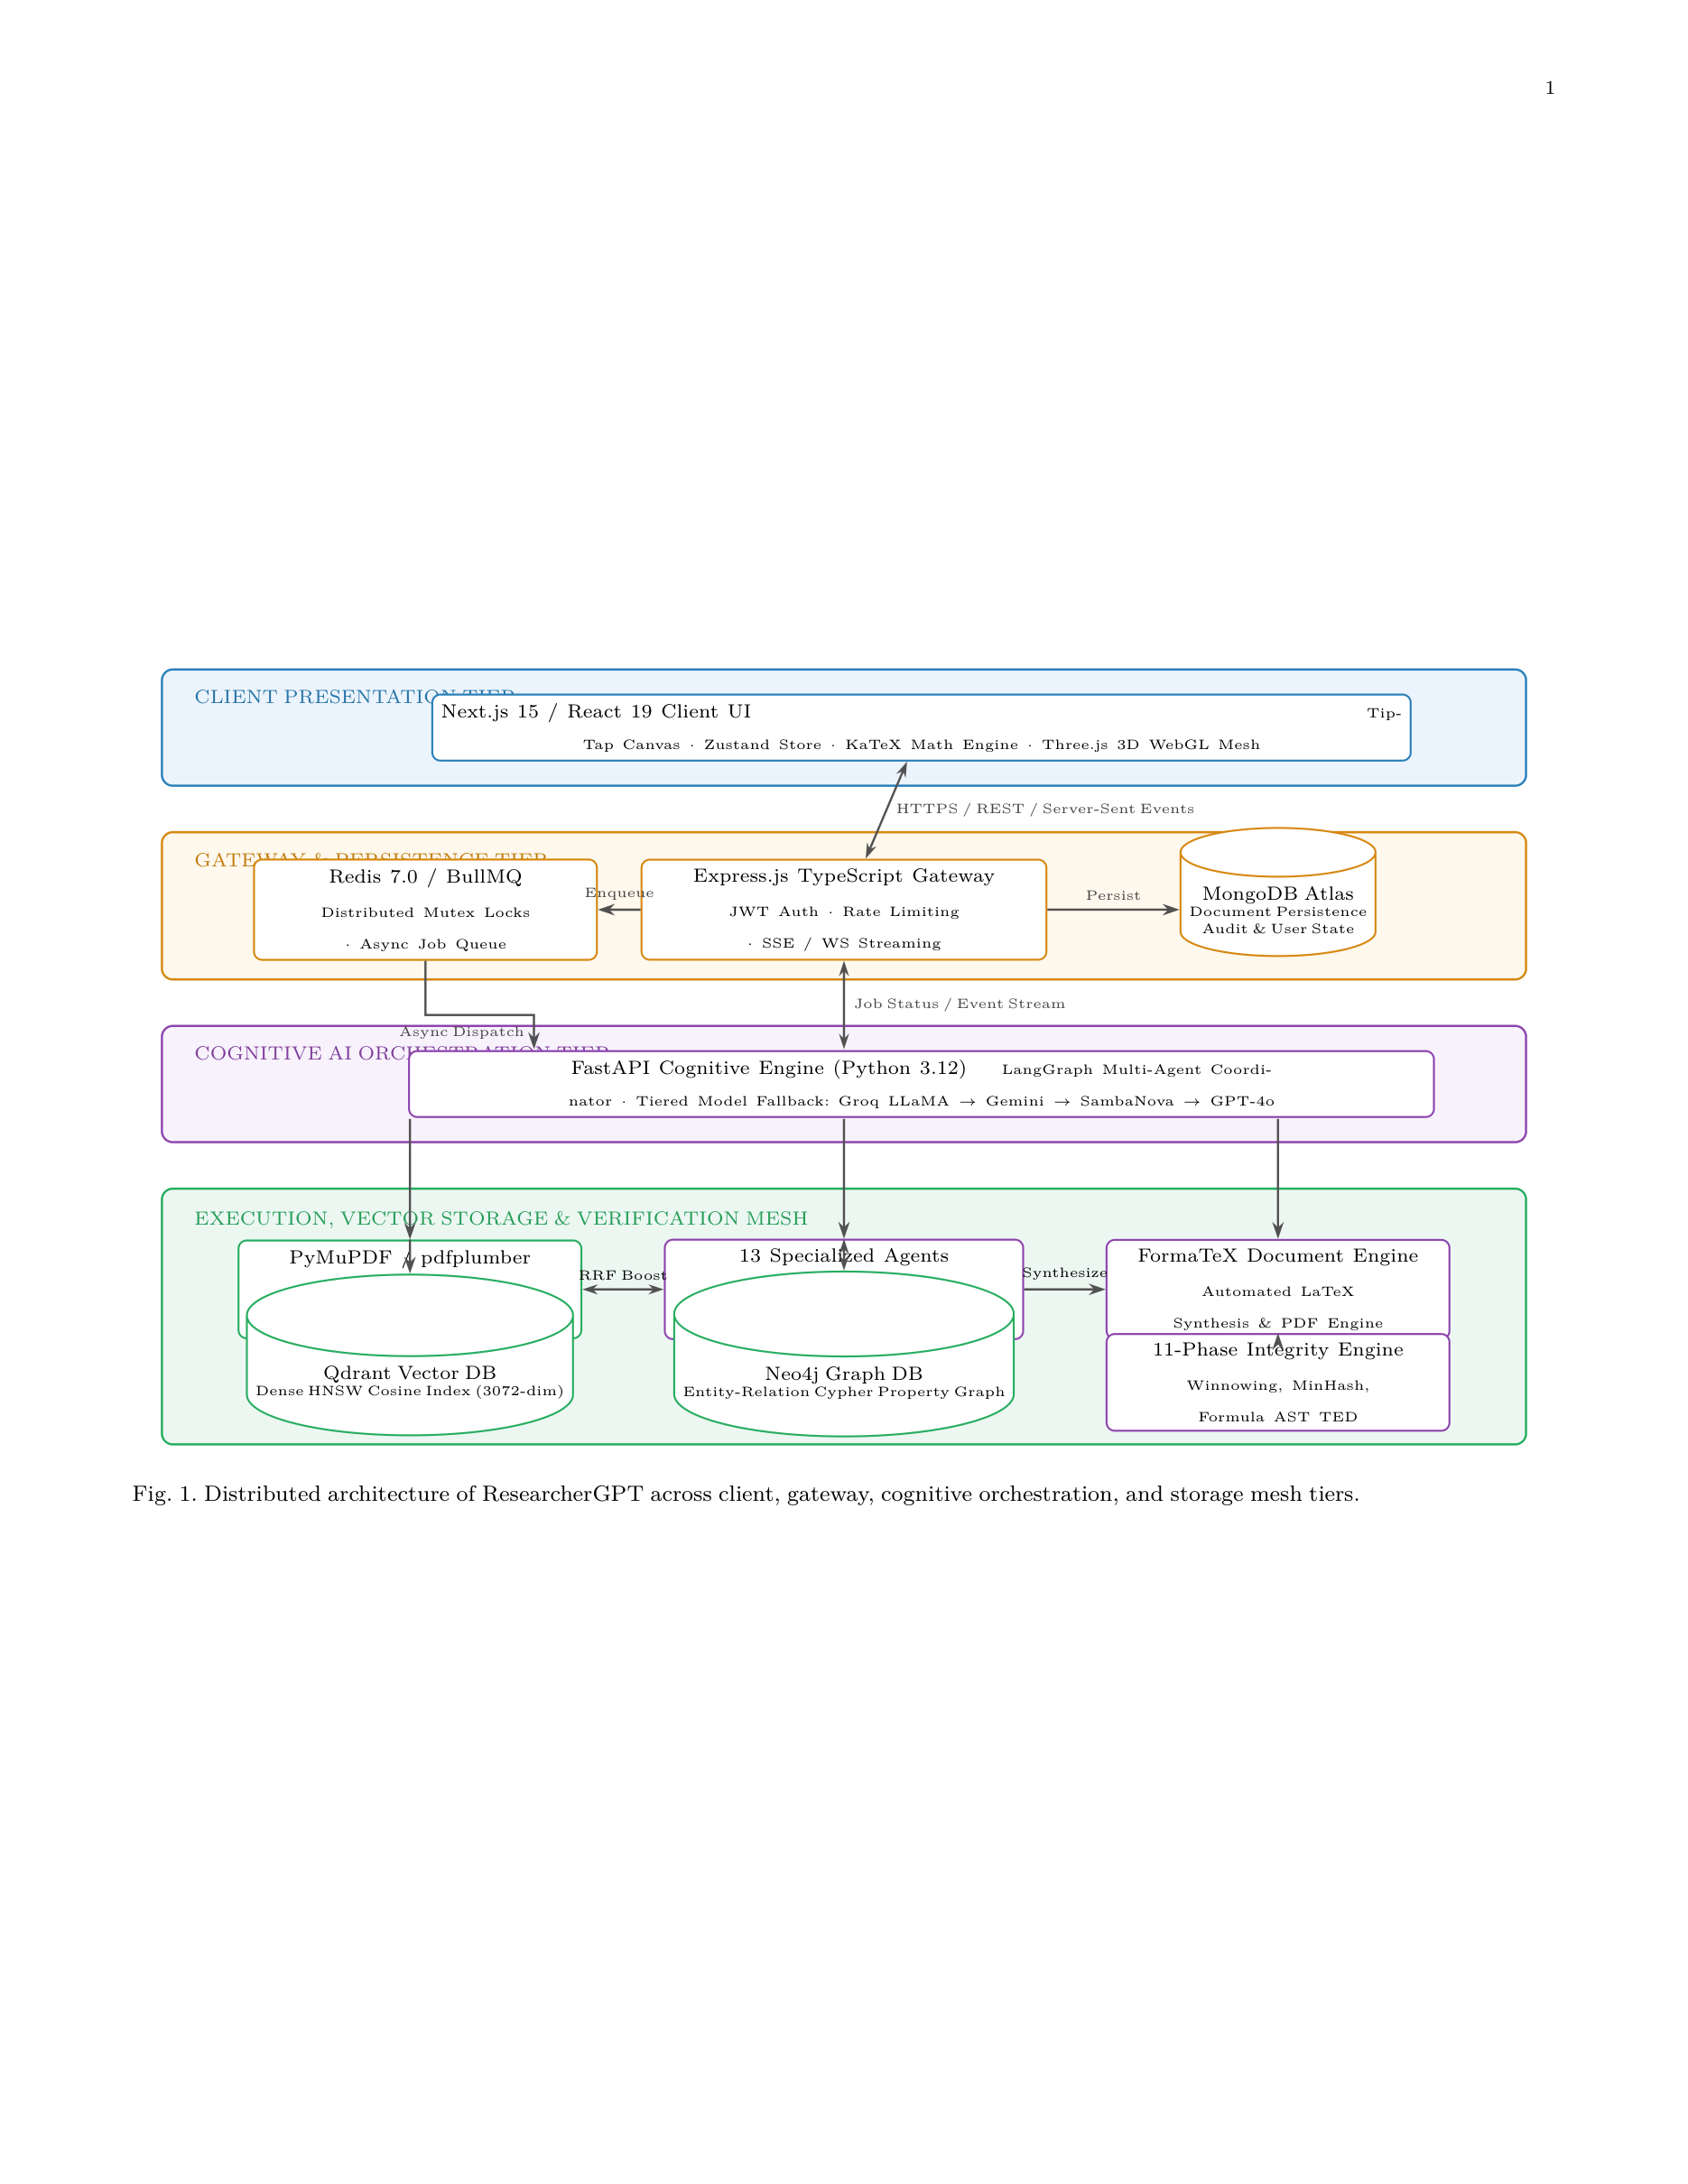 1
CLIENT PRESENTATION TIER
Next.js 15 / React 19 Client UI Tip-
Tap Canvas · Zustand Store · KaTeX Math Engine · Three.js 3D WebGL Mesh
HTTPS / REST / Server-Sent Events
GATEWAY & PERSISTENCE TIER
Redis 7.0 / BullMQ
Distributed Mutex Locks
· Async Job Queue
Enqueue
Express.js TypeScript Gateway
JWT Auth · Rate Limiting
· SSE / WS Streaming
Persist
MongoDB Atlas
Document Persistence
Audit & User State
Job Status / Event Stream
Async Dispatch
COGNITIVE AI ORCHESTRATION TIER
FastAPI Cognitive Engine (Python 3.12) LangGraph Multi-Agent Coordi-
nator · Tiered Model Fallback: Groq LLaMA → Gemini → SambaNova → GPT-4o
EXECUTION, VECTOR STORAGE & VERIFICATION MESH
PyMuPDF / pdfplumber
RRF Boost
13 Specialized Agents
Synthesize
FormaTeX Document Engine
Automated LaTeX
Synthesis & PDF Engine
Qdrant Vector DB
Dense HNSW Cosine Index (3072-dim)
Neo4j Graph DB
Entity-Relation Cypher Property Graph
11-Phase Integrity Engine
Winnowing, MinHash,
Formula AST TED
Fig. 1. Distributed architecture of ResearcherGPT across client, gateway, cognitive orchestration, and storage mesh tiers.